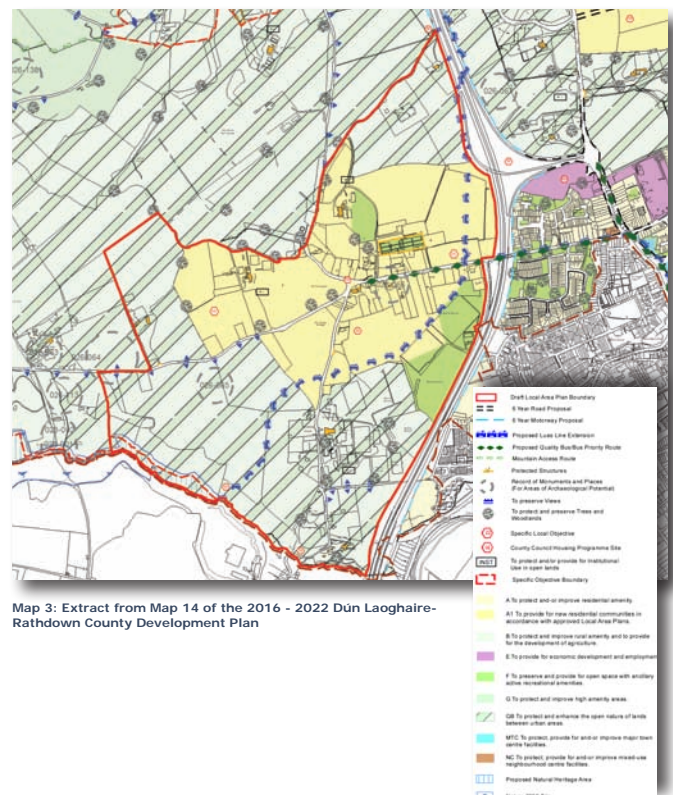 026-138
026-063
026-064
Draft Local Area Plan Boundary
6 Year Road Proposal
6 Year Motorway Proposal
Proposed Luas Line Extension
Proposed Quality Bus/Bus Priority Route
Mountain Access Route
Protected Structures
Record of Monuments and Places
(For Areas of Archaeological Potential)
To preserve Views
To protect and preserve Trees and
Woodlands
Specific Local Objective
County Council Housing Programme Site
INST
To protect and/or provide for Institutional
Use in open lands
Specific Objective Boundary
A To protect and-or improve residential amenity.
A1 To provide for new residential communities in
accordance with approved Local Area Plans.
B To protect and improve rural amenity and to provide
for the development of agriculture.
E To provide for economic development and employment
F To preserve and provide for open space with ancillary
active recreational amenities.
G To protect and improve high amenity areas.
GB To protect and enhance the open nature of lands
between urban areas.
MTC To protect, provide for and/or improve major town
centre facilities.
NC To protect, provide for and/or improve mixed-use
neighbourhood centre facilities.
Proposed Natural Heritage Area
Map 3: Extract from Map 14 of the 2016 - 2022 Dún Laoghaire-
Rathdown County Development Plan